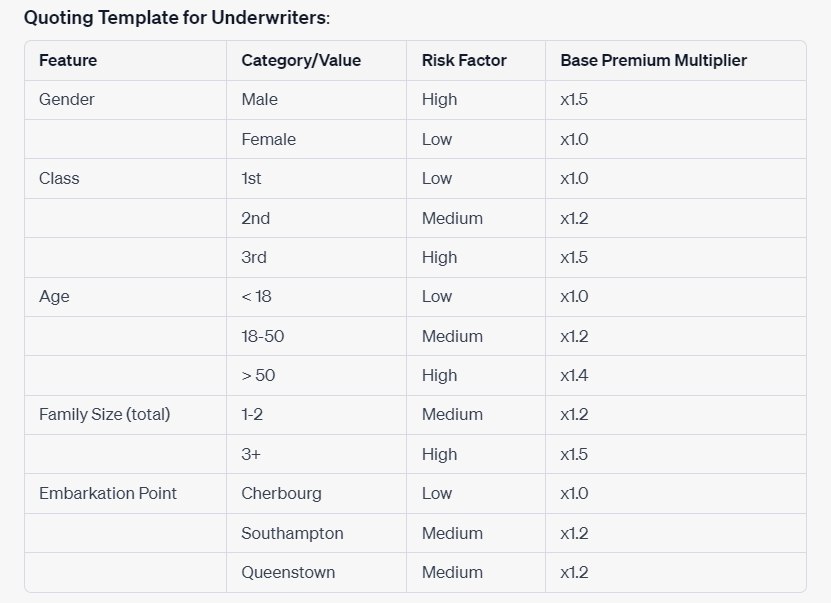 Quoting Template for Underwriters:
Feature Category/Value Risk Factor Base Premium Multiplier
Gender Male High x1.5
Female Low x1.0
Class 1st Low x1.0
2nd Medium x1.2
3rd High x1.5
Age < 18 Low x1.0
18-50 Medium x1.2
> 50 High x1.4
Family Size (total) 1-2 Medium x1.2
3+ High x1.5
Embarkation Point Cherbourg Low x1.0
Southampton Medium x1.2
Queenstown Medium x1.2